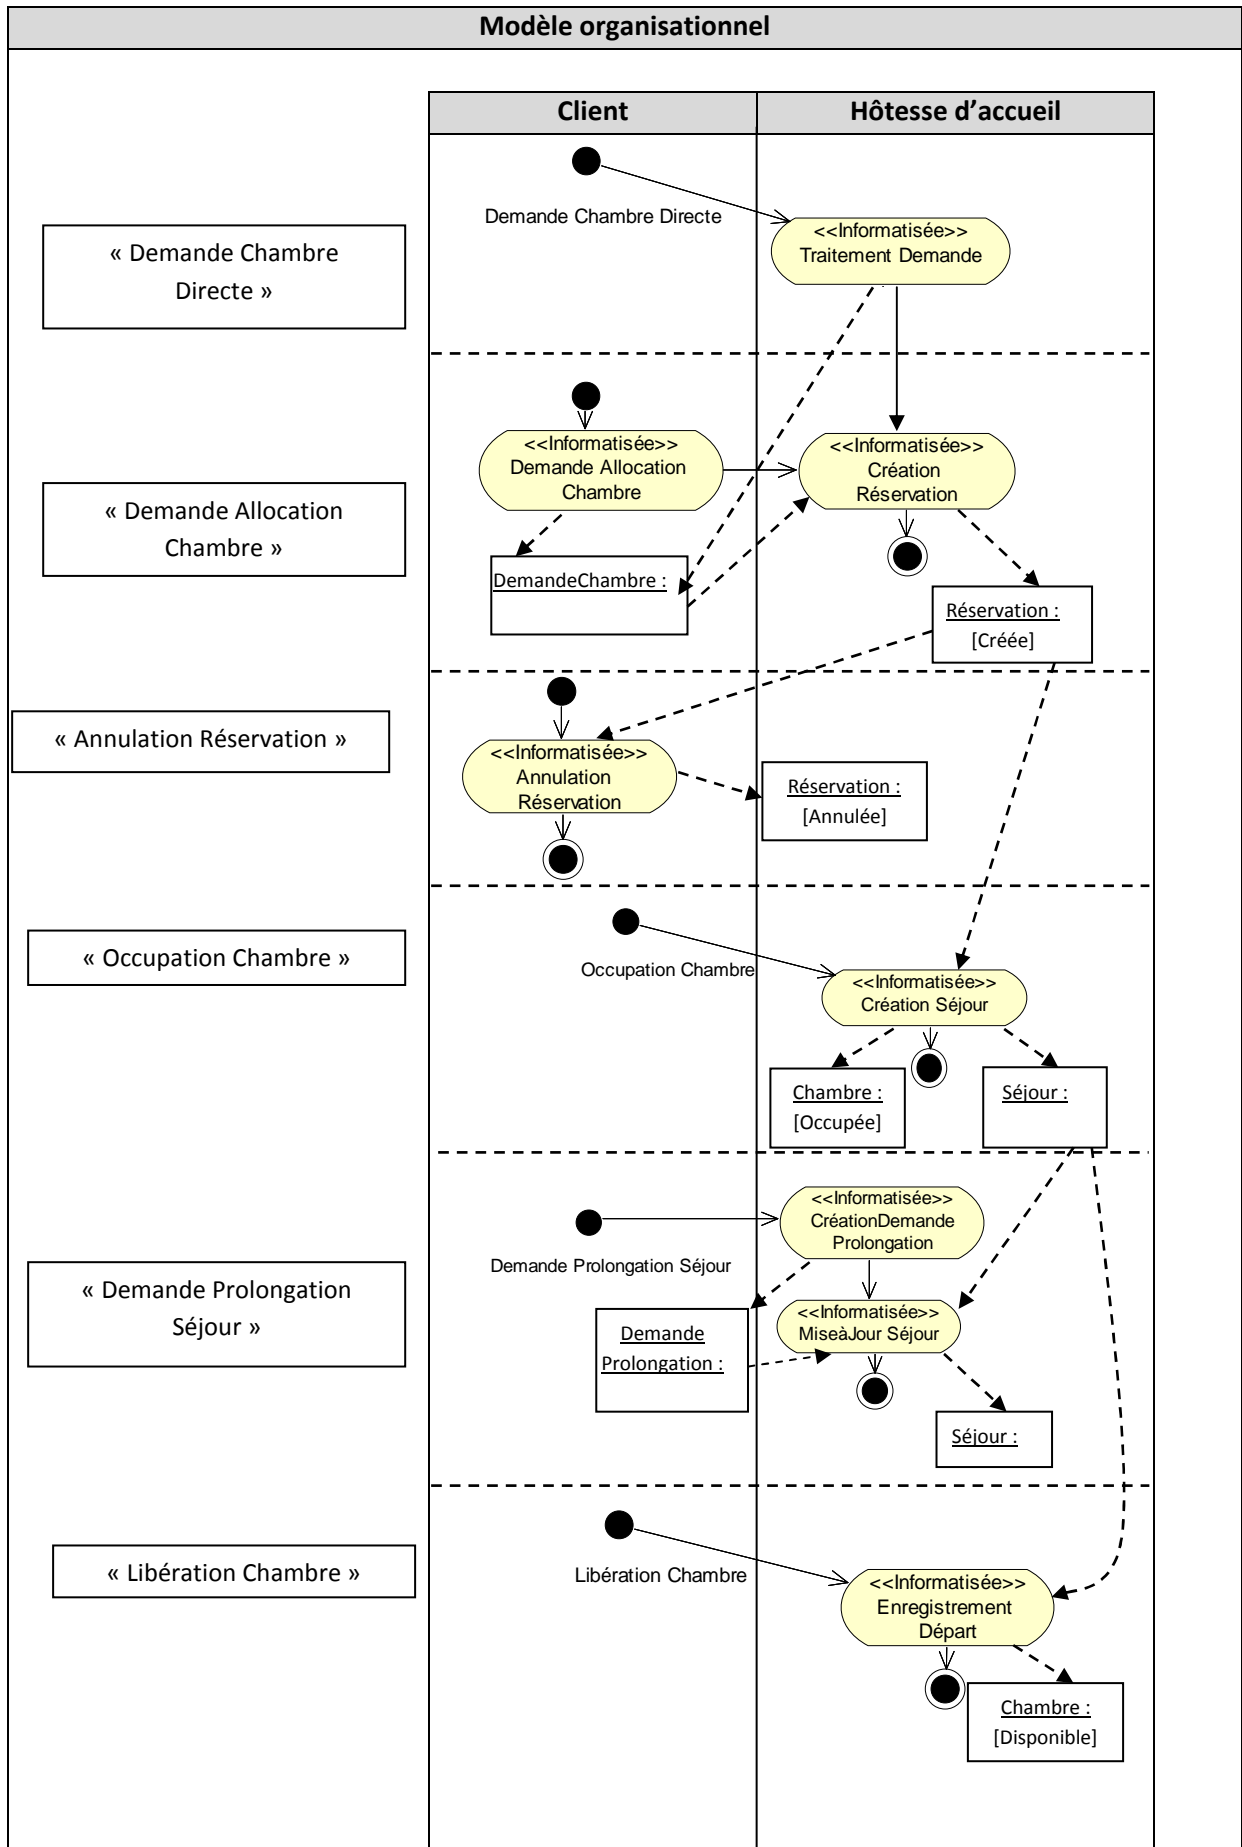 Modèle organisationnel
Client
Hôtesse d’accueil
Demande Chambre Directe
<<Informatisée>>
Traitement Demande
« Demande Chambre
Directe »
<<Informatisée>>
Demande Allocation
Chambre
<<Informatisée>>
Création
Réservation
« Demande Allocation
Chambre »
DemandeChambre :
Réservation :
[Créée]
« Annulation Réservation »
<<Informatisée>>
Annulation
Réservation
Réservation :
[Annulée]
« Occupation Chambre »
Occupation Chambre
<<Informatisée>>
Création Séjour
Chambre :
[Occupée]
Séjour :
<<Informatisée>>
CréationDemande
Prolongation
Demande Prolongation Séjour
« Demande Prolongation
Séjour »
<<Informatisée>>
MiseàJour Séjour
Demande
Prolongation :
Séjour :
« Libération Chambre »
Libération Chambre
<<Informatisée>>
Enregistrement
Départ
Chambre :
[Disponible]